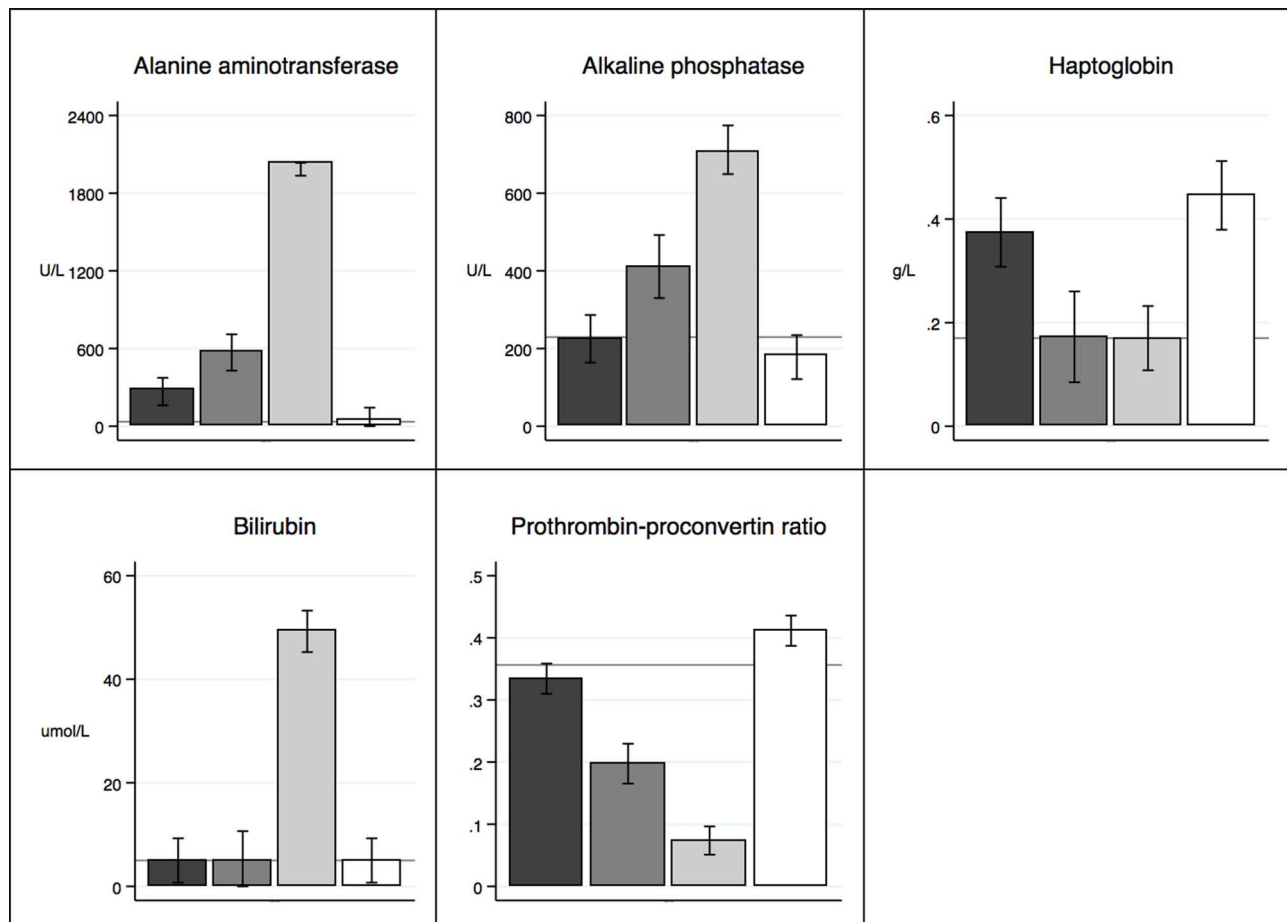 Alanine aminotransferase
2400
1800
U/L 1200
600
0
Alkaline phosphatase
800
600
U/L 400
200
0
Haptoglobin
.6
.4
g/L
.2
0
Bilirubin
60
40
umol/L
20
0
Prothrombin-proconvertin ratio
.5
.4
.3
.2
.1
0